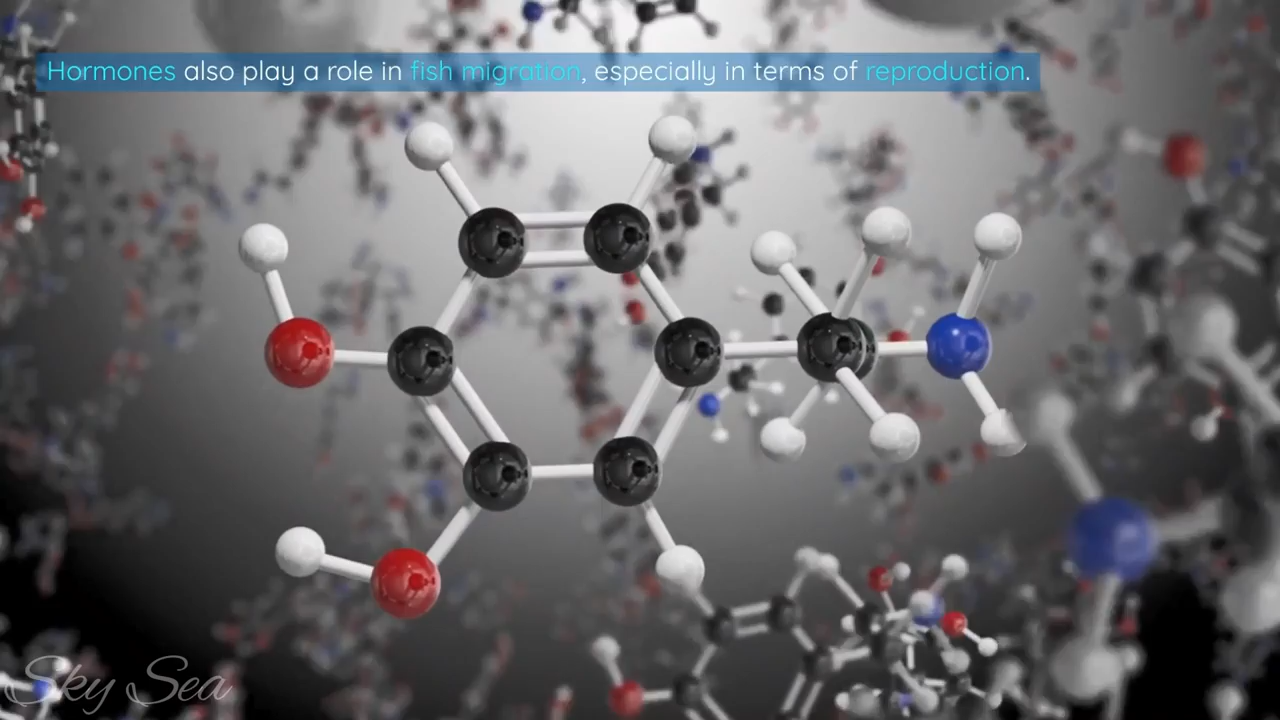 Hormones also play a role in fish migration, especially in terms of reproduction.
Sky Sea